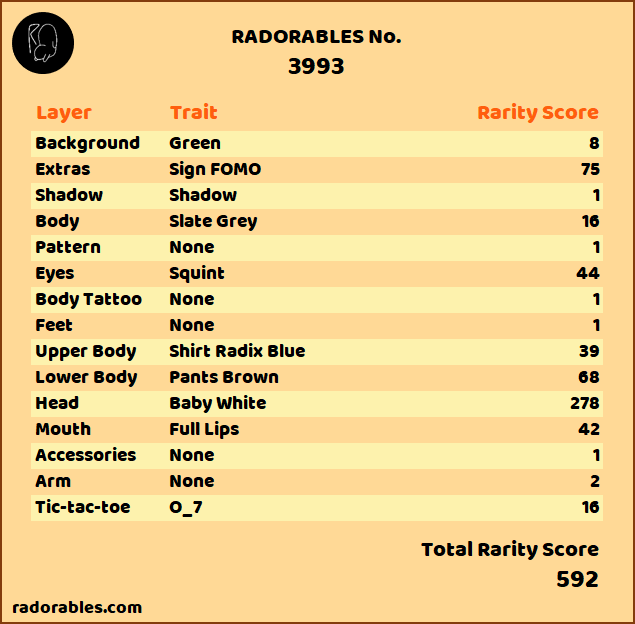 RADORABLES No.
3993
Layer Trait Rarity Score
Background Green 8
Extras Sign FOMO 75
Shadow Shadow 1
Body Slate Grey 16
Pattern None 1
Eyes Squint 44
Body Tattoo None 1
Feet None 1
Upper Body Shirt Radix Blue 39
Lower Body Pants Brown 68
Head Baby White 278
Mouth Full Lips 42
Accessories None 1
Arm None 2
Tic-tac-toe O_7 16
Total Rarity Score
592
radorables.com